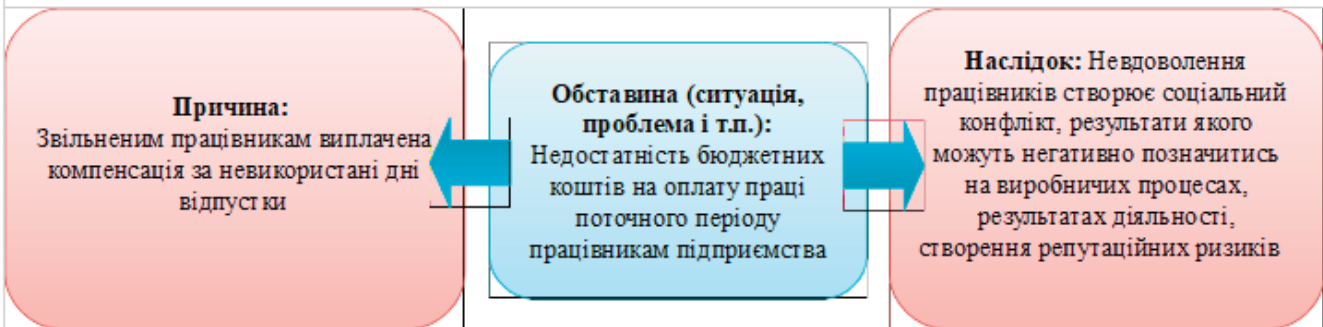 Причина:
Звільненим працівникам виплачена
компенсація за невикористані дні
відпустки
Обставина (ситуація,
проблема і т.п.):
Недостатність бюджетних
коштів на оплату праці
поточного періоду
працівникам підприємства
Наслідок: Невдоволення
працівників створює соціальний
конфлікт, результати якого
можуть негативно позначитись
на виробничих процесах,
результатах діяльності,
створення репутаційних ризиків